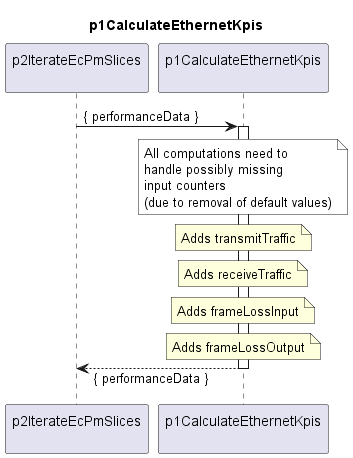 p1CalculateEthernetKpis
p2IterateEcPmSlices
p1CalculateEthernetKpis
{ performanceData }
All computations need to
handle possibly missing
input counters
(due to removal of default values)
Adds transmitTraffic
Adds receiveTraffic
Adds frameLossInput
Adds frameLossOutput
{ performanceData }
p2IterateEcPmSlices
p1CalculateEthernetKpis